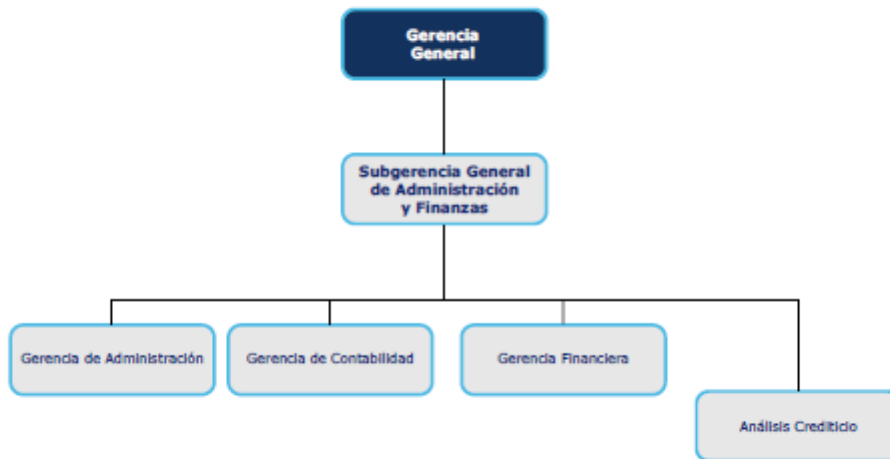 Gerencia
General
Subgerencia General
de Administración
y Finanzas
Gerencia de Administración
Gerencia de Contabilidad
Gerencia Financiera
Análisis Crediticio